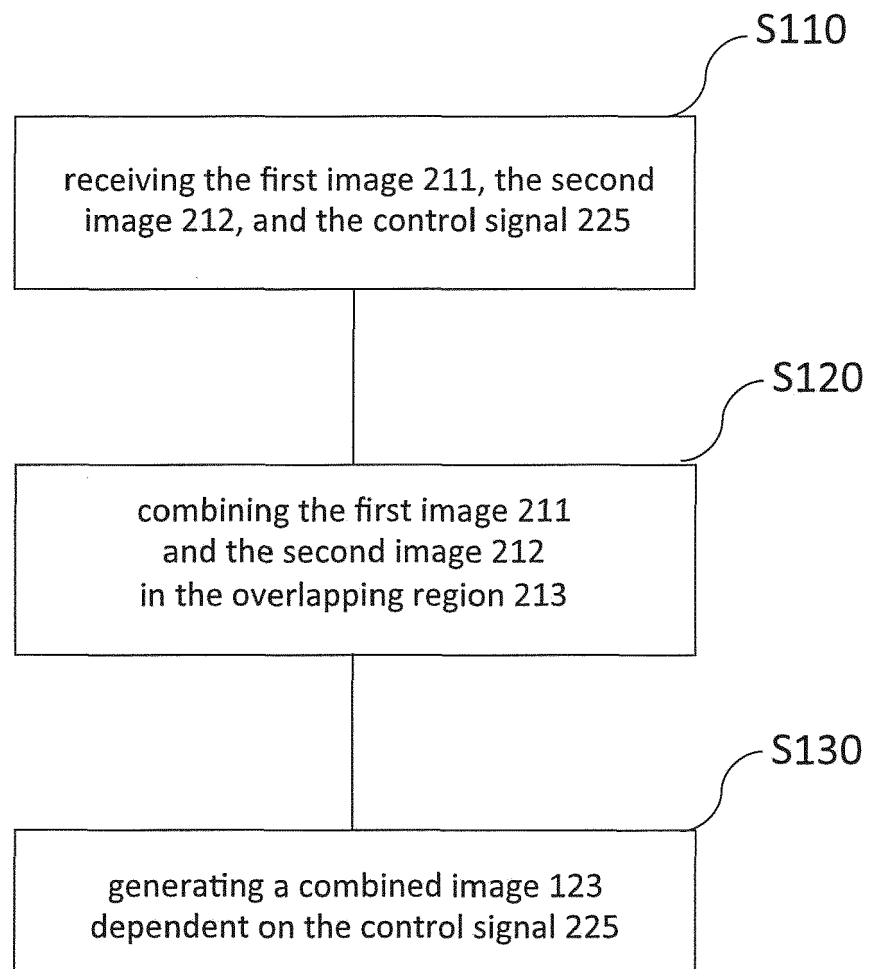 S110
receiving the first image 211, the second
image 212, and the control signal 225
S120
combining the first image 211
and the second image 212
in the overlapping region 213
S130
generating a combined image 123
dependent on the control signal 225